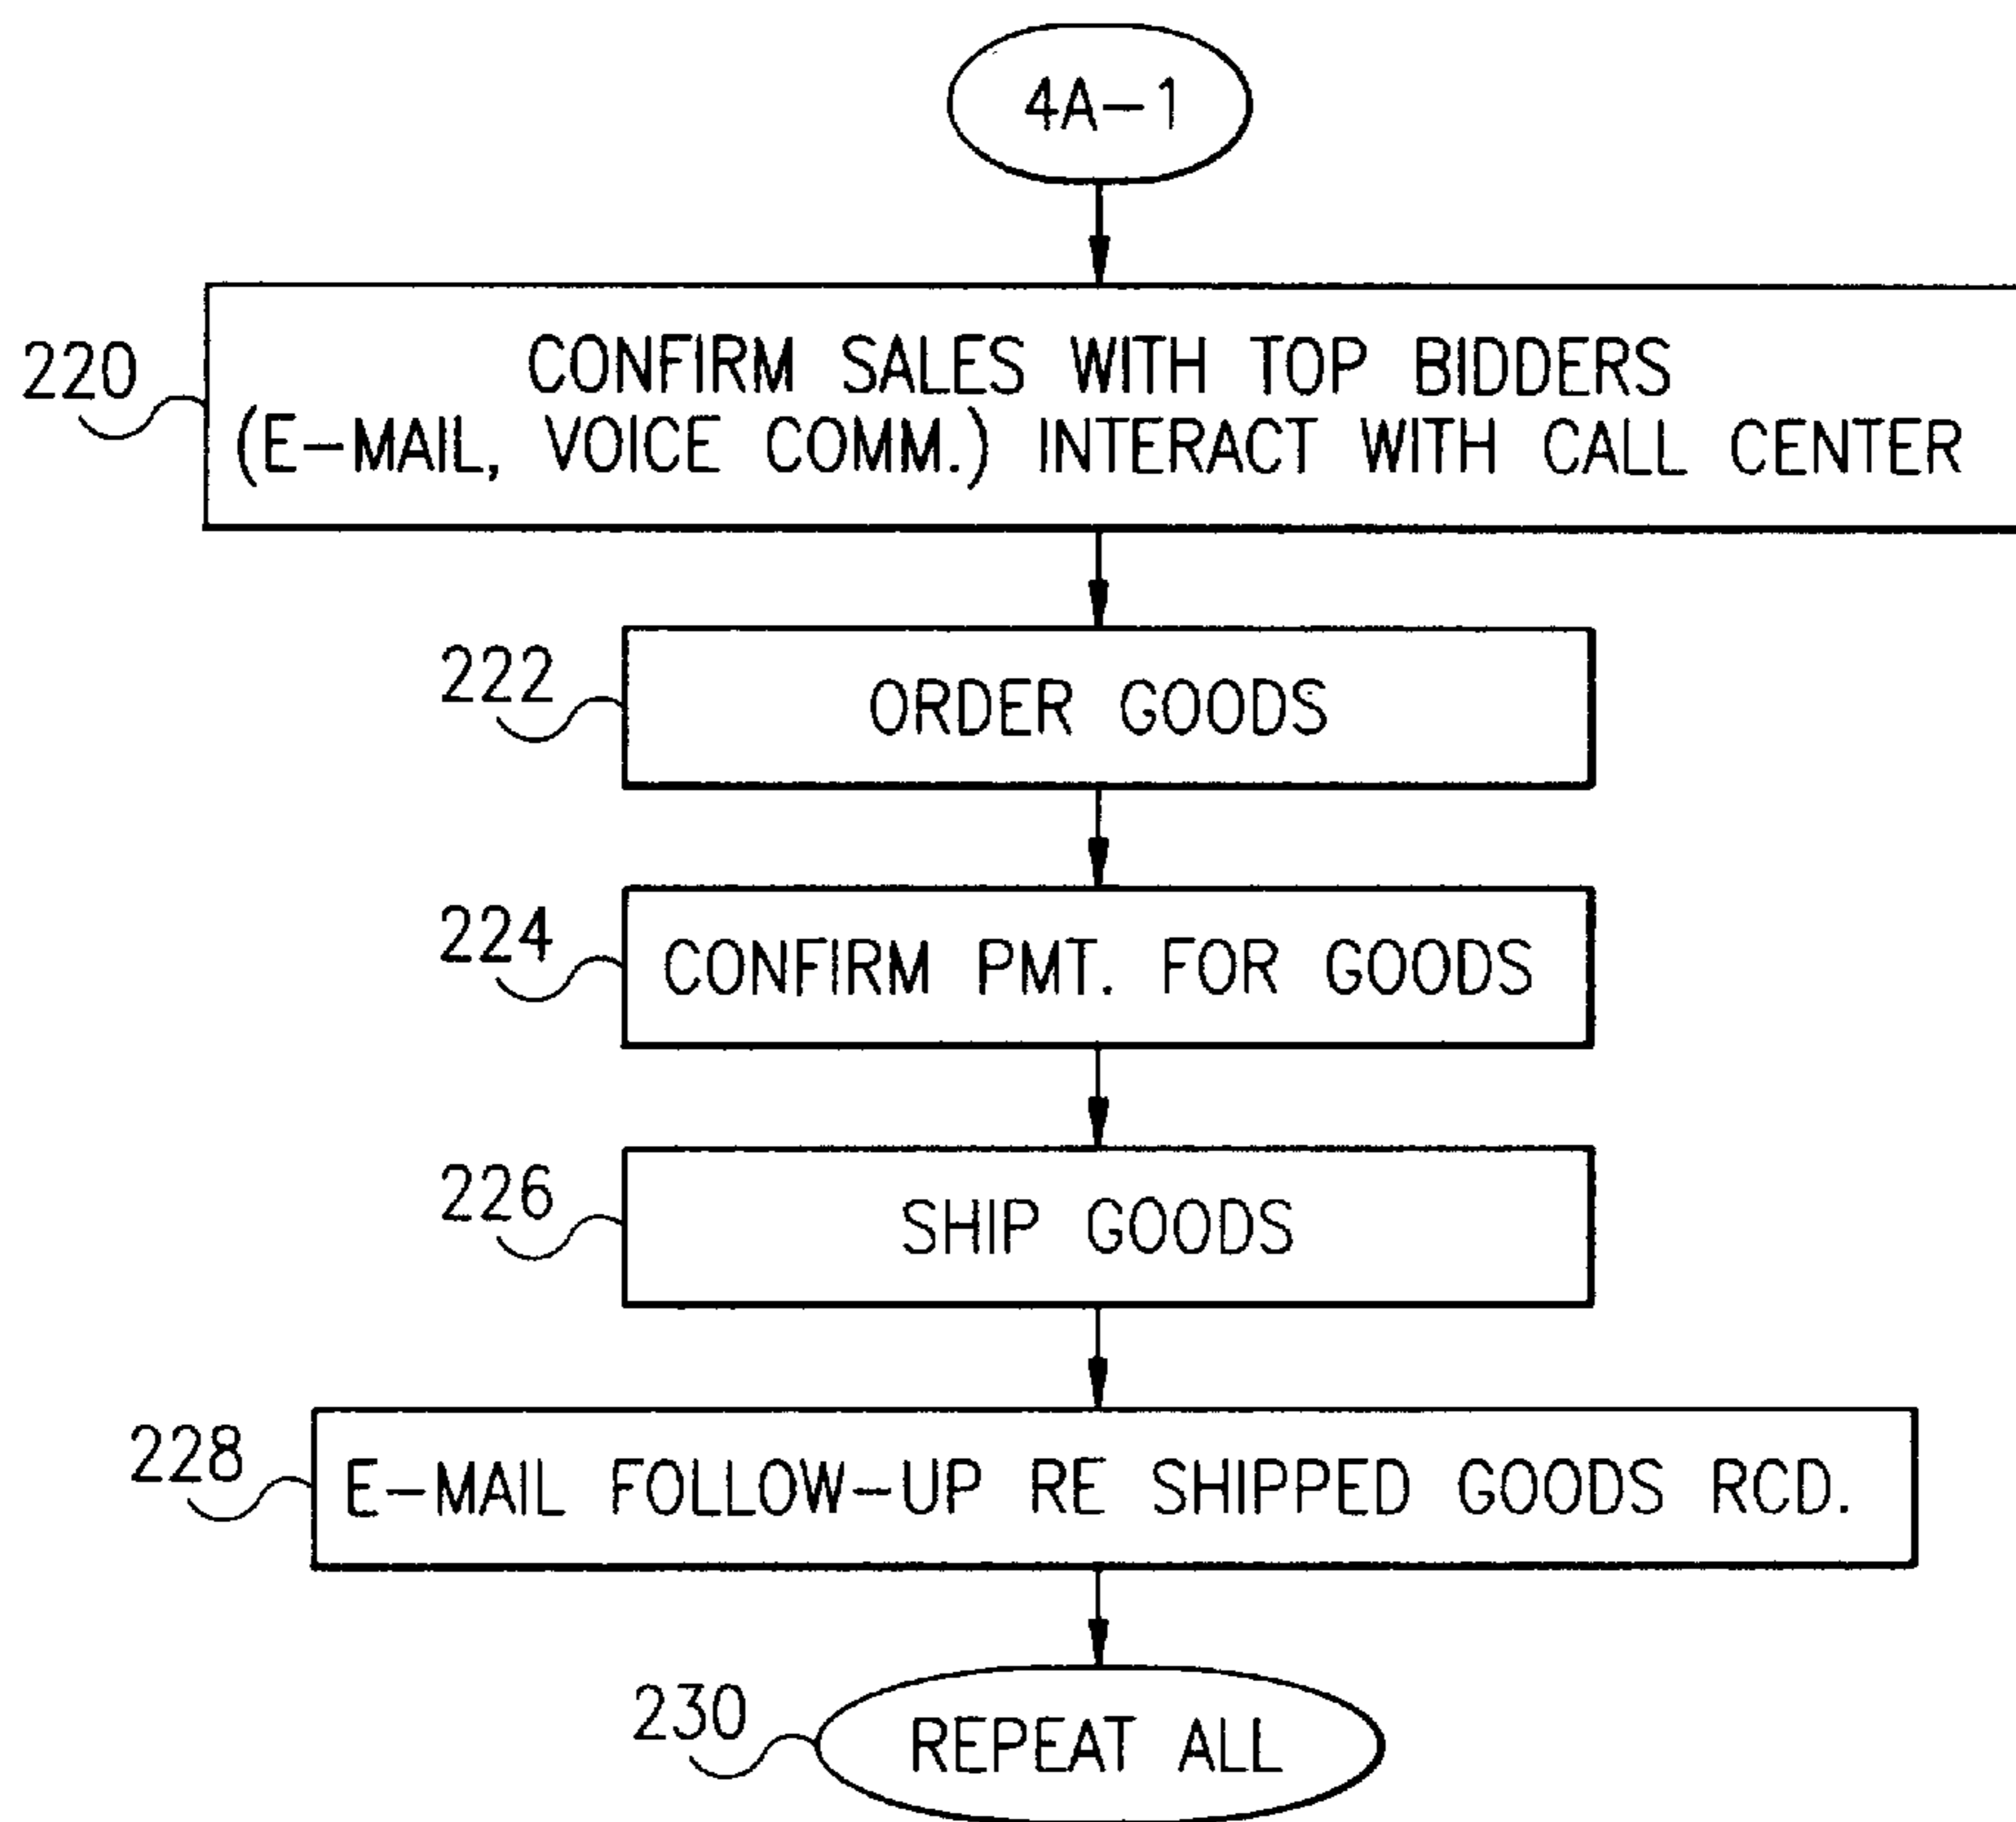 4A-1
220
CONFIRM SALES WITH TOP BIDDERS
(E-MAIL, VOICE COMM.) INTERACT WITH CALL CENTER
222
ORDER GOODS
224
CONFIRM PMT. FOR GOODS
226
SHIP GOODS
228
E-MAIL FOLLOW-UP RE SHIPPED GOODS RCD.
230
REPEAT ALL